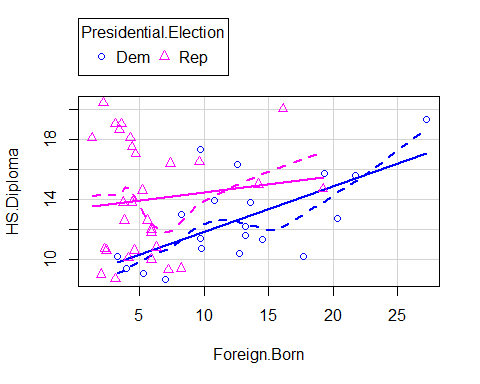 Presidential.Election
Dem Rep
HS.Diploma
18
14
10
5 10 15 20 25
Foreign.Born